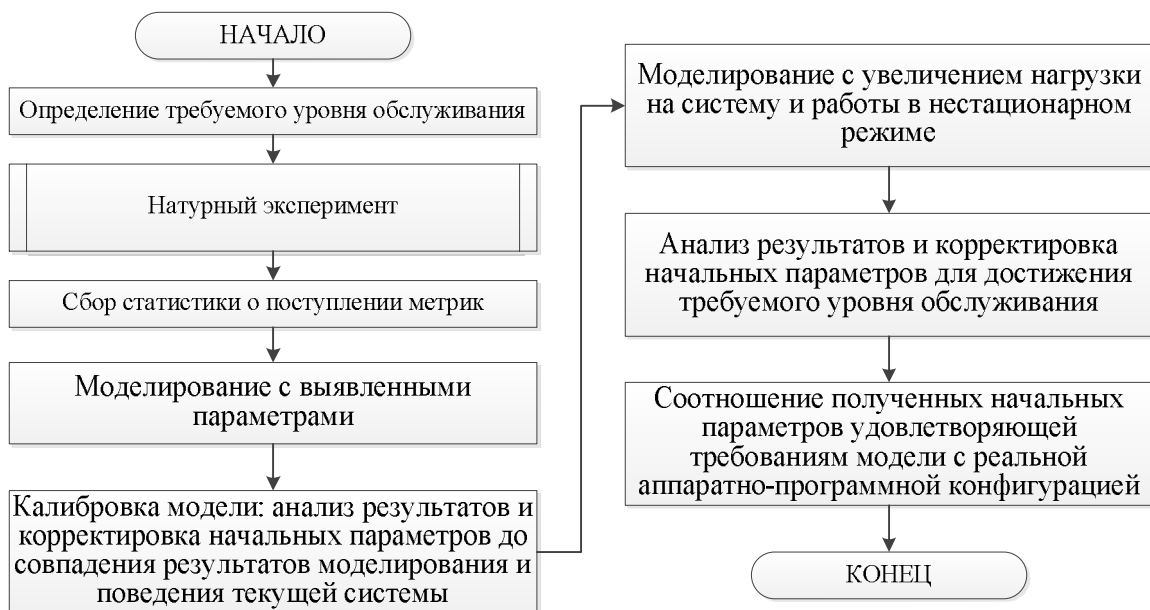 НАЧАЛО
Определение требуемого уровня обслуживания
Натурный эксперимент
Сбор статистики о поступлении метрик
Моделирование с выявленными
параметрами
Калибровка модели: анализ результатов и
корректировка начальных параметров до
совпадения результатов моделирования и
поведения текущей системы
Моделирование с увеличением нагрузки
на систему и работы в нестационарном
режиме
Анализ результатов и корректировка
начальных параметров для достижения
требуемого уровня обслуживания
Соотношение полученных начальных
параметров удовлетворяющей
требованиям модели с реальной
аппаратно-программной конфигурацией
КОНЕЦ